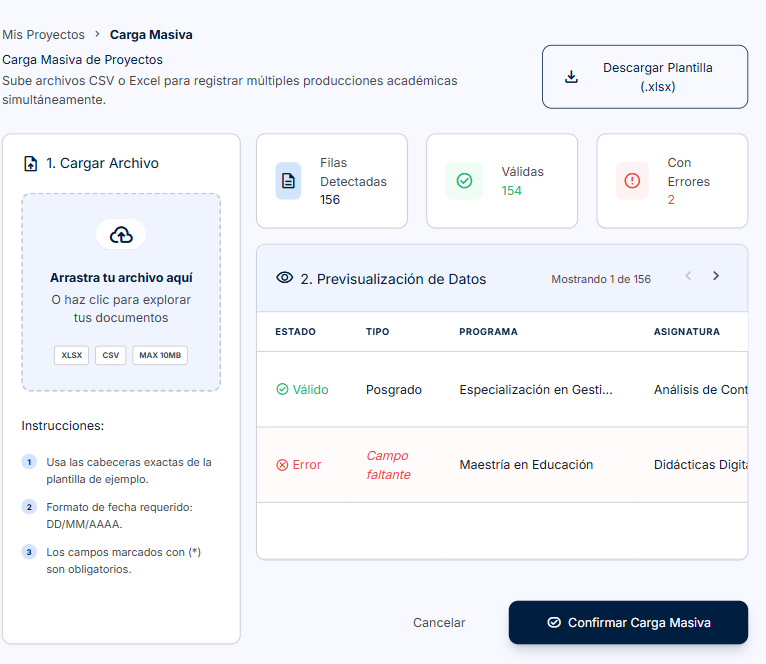 Mis Proyectos > Carga Masiva
Carga Masiva de Proyectos
Sube archivos CSV o Excel para registrar múltiples producciones académicas
simultáneamente.
Descargar Plantilla
(.xlsx)
1. Cargar Archivo
Arrastra tu archivo aquí
O haz clic para explorar
tus documentos
XLSX CSV MAX 10MB
Instrucciones:
1 Usa las cabeceras exactas de la
plantilla de ejemplo.
2 Formato de fecha requerido:
DD/MM/AAAA.
3 Los campos marcados con (*)
son obligatorios.
Filas
Detectadas
156
Válidas
154
Con
Errores
2
2. Previsualización de Datos
Mostrando 1 de 156
ESTADO TIPO PROGRAMA ASIGNATURA
Válido Posgrado Especialización en Gesti... Análisis de Cont
Error Campo
faltante
Maestría en Educación Didácticas Digita
Cancelar
Confirmar Carga Masiva